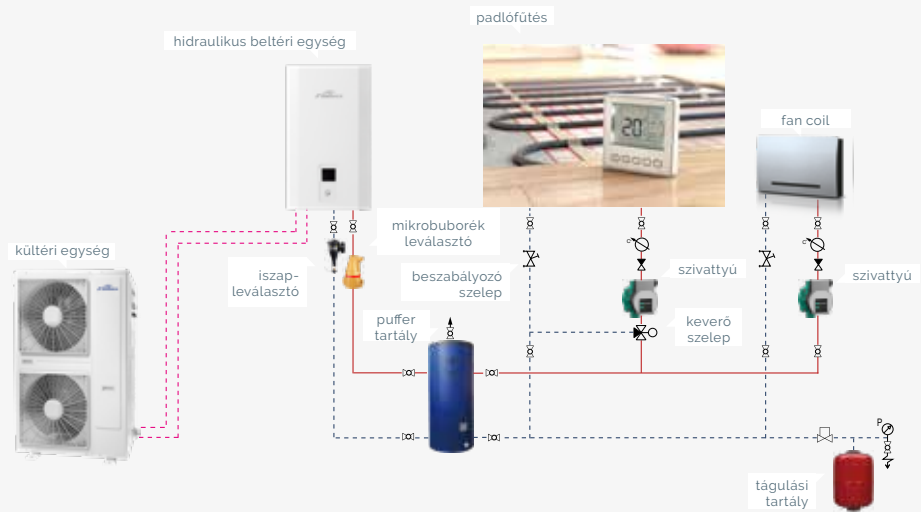 padlófűtés
hidraulikus beltéri egység
fan coil
mikrobuborék
leválasztó
kültéri egység
iszap-
leválasztó
beszabályozó
szelep
szivattyú
szivattyú
puffer
tartály
keverő
szelep
20
c
c
P
tágulási
tartály